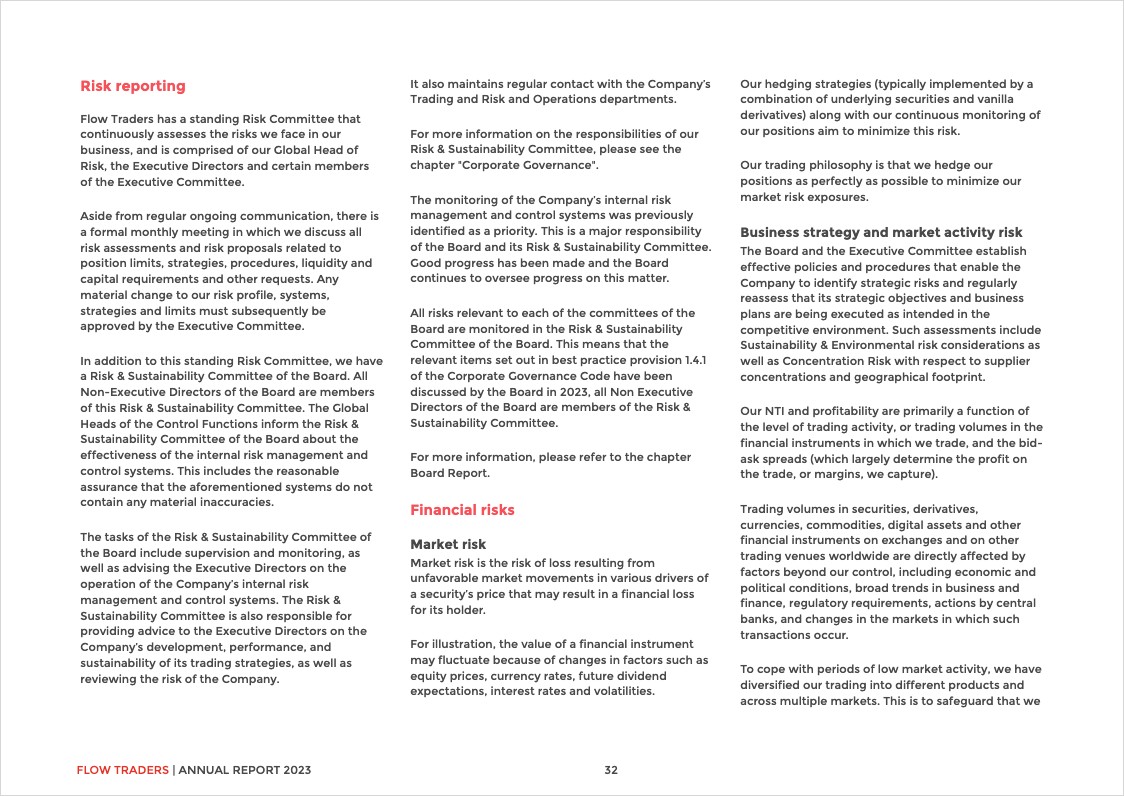 Risk reporting
Flow Traders has a standing Risk Committee that
continuously assesses the risks we face in our
business, and is comprised of our Global Head of
Risk, the Executive Directors and certain members
of the Executive Committee.
Aside from regular ongoing communication, there is
a formal monthly meeting in which we discuss all
risk assessments and risk proposals related to
position limits, strategies, procedures, liquidity and
capital requirements and other requests. Any
material change to our risk profile, systems,
strategies and limits must subsequently be
approved by the Executive Committee.
In addition to this standing Risk Committee, we have
a Risk & Sustainability Committee of the Board. All
Non-Executive Directors of the Board are members
of this Risk & Sustainability Committee. The Global
Heads of the Control Functions inform the Risk &
Sustainability Committee of the Board about the
effectiveness of the internal risk management and
control systems. This includes the reasonable
assurance that the aforementioned systems do not
contain any material inaccuracies.
The tasks of the Risk & Sustainability Committee of
the Board include supervision and monitoring, as
well as advising the Executive Directors on the
operation of the Company's internal risk
management and control systems. The Risk &
Sustainability Committee is also responsible for
providing advice to the Executive Directors on the
Company's development, performance, and
sustainability of its trading strategies, as well as
reviewing the risk of the Company.
It also maintains regular contact with the Company's
Trading and Risk and Operations departments.
For more information on the responsibilities of our
Risk & Sustainability Committee, please see the
chapter "Corporate Governance".
The monitoring of the Company's internal risk
management and control systems was previously
identified as a priority. This is a major responsibility
of the Board and its Risk & Sustainability Committee.
Good progress has been made and the Board
continues to oversee progress on this matter.
All risks relevant to each of the committees of the
Board are monitored in the Risk & Sustainability
Committee of the Board. This means that the
relevant items set out in best practice provision 1.4.1
of the Corporate Governance Code have been
discussed by the Board in 2023, all Non Executive
Directors of the Board are members of the Risk &
Sustainability Committee.
For more information, please refer to the chapter
Board Report.
Financial risks
Market risk
Market risk is the risk of loss resulting from
unfavorable market movements in various drivers of
a security's price that may result in a financial loss
for its holder.
For illustration, the value of a financial instrument
may fluctuate because of changes in factors such as
equity prices, currency rates, future dividend
expectations, interest rates and volatilities.
Our hedging strategies (typically implemented by a
combination of underlying securities and vanilla
derivatives) along with our continuous monitoring of
our positions aim to minimize this risk.
Our trading philosophy is that we hedge our
positions as perfectly as possible to minimize our
market risk exposures.
Business strategy and market activity risk
The Board and the Executive Committee establish
effective policies and procedures that enable the
Company to identify strategic risks and regularly
reassess that its strategic objectives and business
plans are being executed as intended in the
competitive environment. Such assessments include
Sustainability & Environmental risk considerations as
well as Concentration Risk with respect to supplier
concentrations and geographical footprint.
Our NTI and profitability are primarily a function of
the level of trading activity, or trading volumes in the
financial instruments in which we trade, and the bid-
ask spreads (which largely determine the profit on
the trade, or margins, we capture).
Trading volumes in securities, derivatives,
currencies, commodities, digital assets and other
financial instruments on exchanges and on other
trading venues worldwide are directly affected by
factors beyond our control, including economic and
political conditions, broad trends in business and
finance, regulatory requirements, actions by central
banks, and changes in the markets in which such
transactions occur.
To cope with periods of low market activity, we have
diversified our trading into different products and
across multiple markets. This is to safeguard that we
FLOW TRADERS | ANNUAL REPORT 2023
32